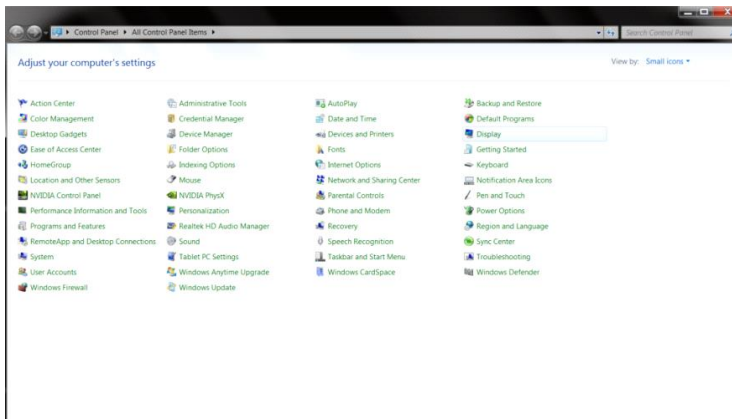 Control Panel All Control Panel Items Search Control Panel
Adjust your computer's settings View by: Small icons
Action Center Administrative Tools AutoPlay Backup and Restore
Color Management Credential Manager Date and Time Default Programs
Desktop Gadgets Device Manager Devices and Printers Display
Ease of Access Center Folder Options Fonts Getting Started
HomeGroup Indexing Options Internet Options Keyboard
Location and Other Sensors Mouse Network and Sharing Center Notification Area Icons
NVIDIA Control Panel NVIDIA PhysX Parental Controls Pen and Touch
Performance Information and Tools Personalization Phone and Modem Power Options
Programs and Features Realtek HD Audio Manager Recovery Region and Language
RemoteApp and Desktop Connections Sound Speech Recognition Sync Center
System Tablet PC Settings Taskbar and Start Menu Troubleshooting
User Accounts Windows Anytime Upgrade Windows CardSpace Windows Defender
Windows Firewall Windows Update